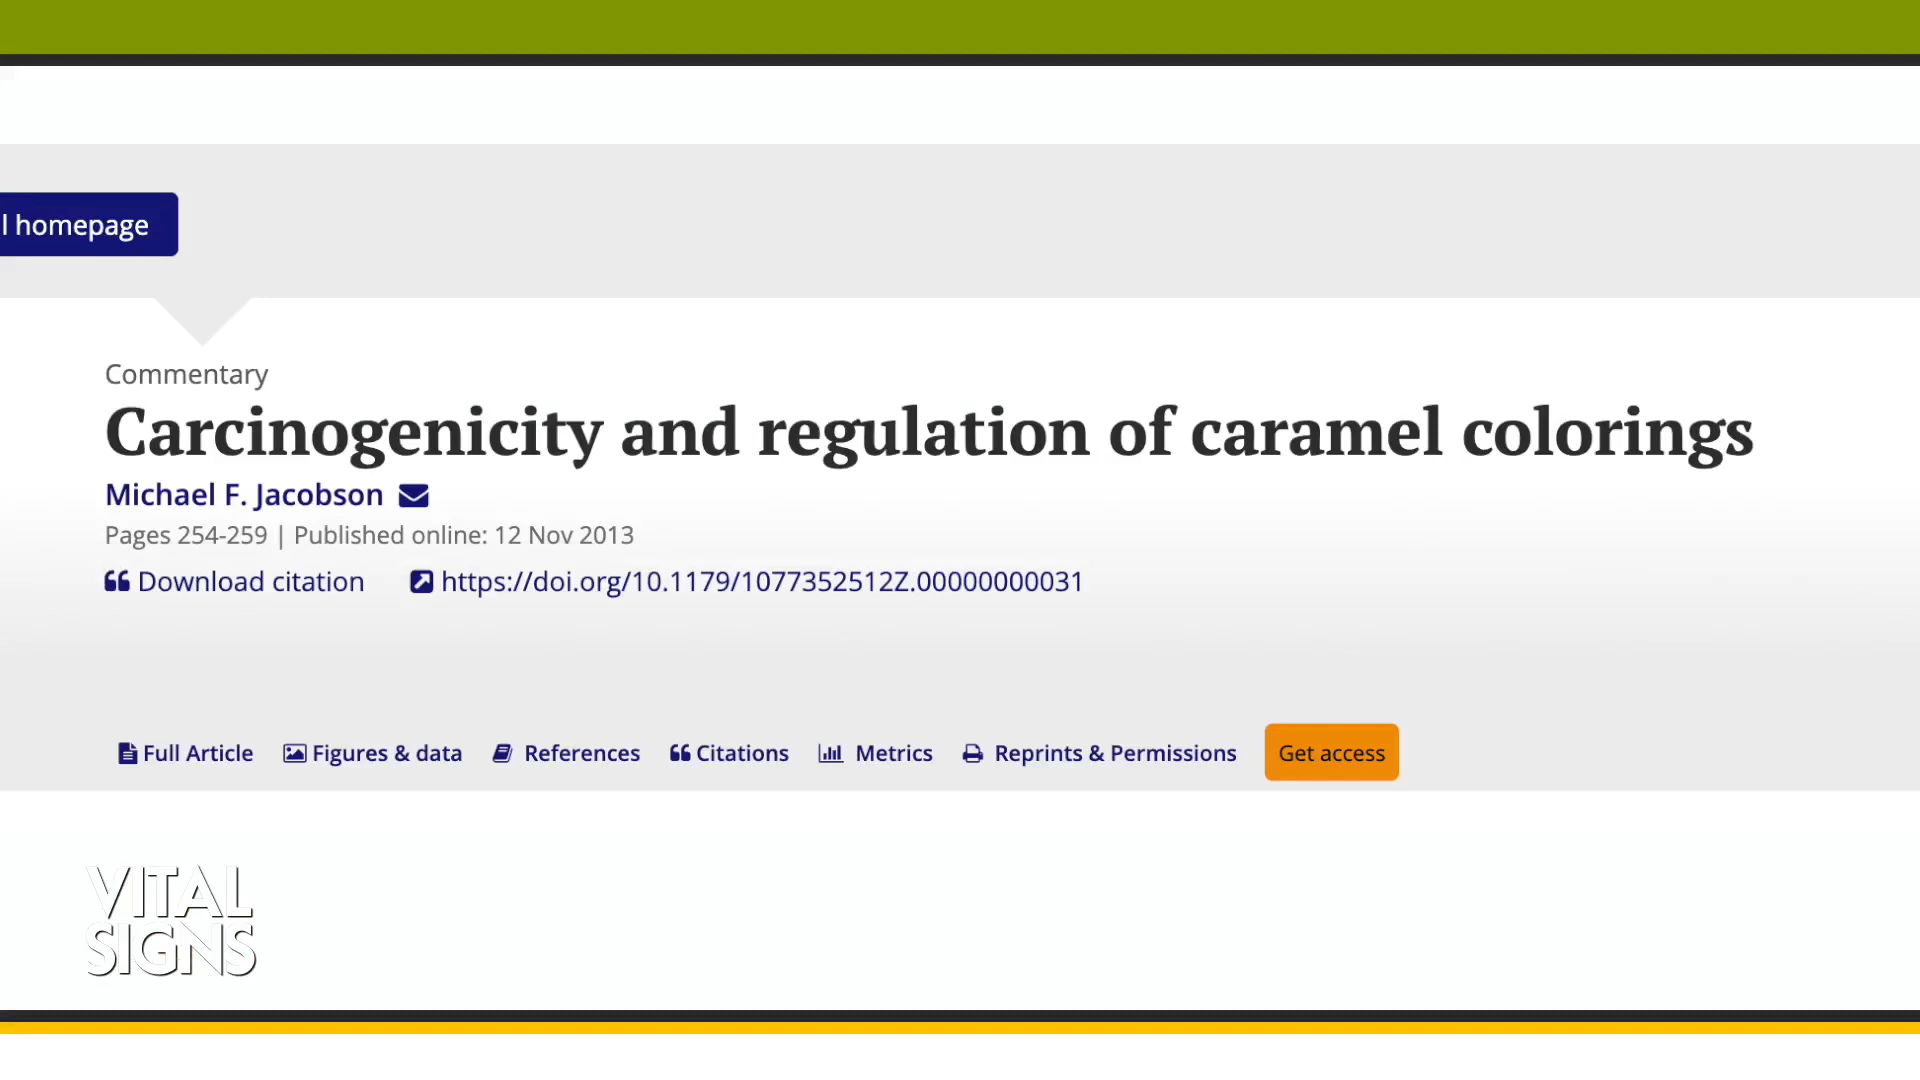 l homepage
Commentary
Carcinogenicity and regulation of caramel colorings
Michael F. Jacobson
Pages 254-259 | Published online: 12 Nov 2013
Download citation https://doi.org/10.1179/1077352512Z.00000000031
Full Article Figures & data References Citations Metrics Reprints & Permissions Get access
VITAL
SIGNS